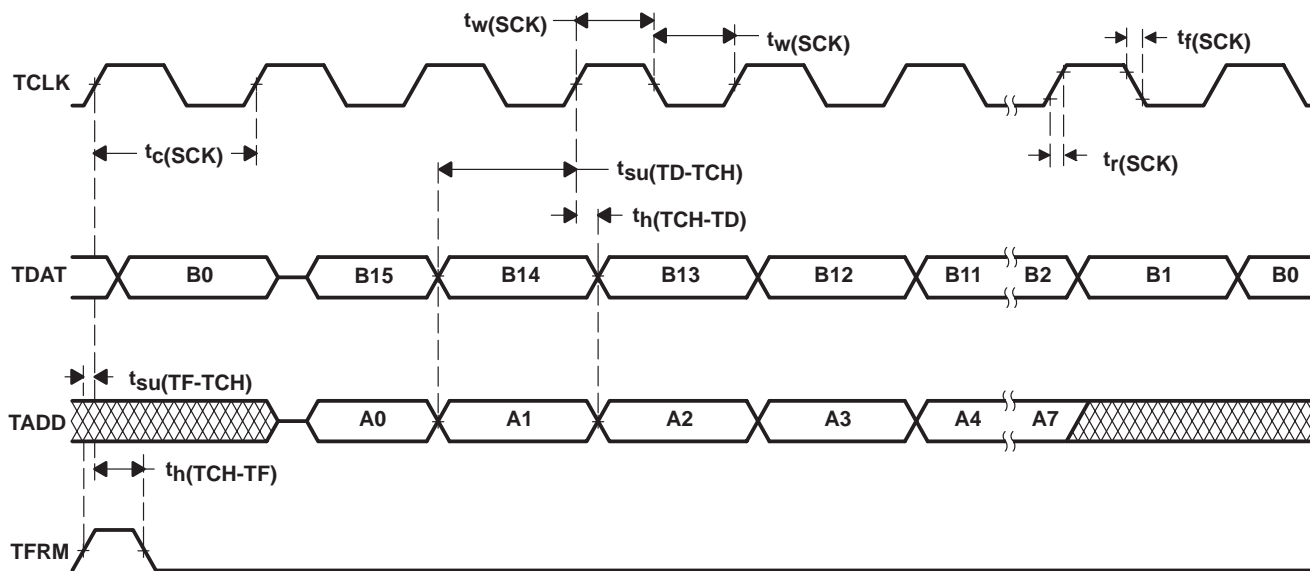 tw(SCK)
tw(SCK)
tf(SCK)
TCLK
tc(SCK)
tr(SCK)
tsu(TD-TCH)
th(TCH-TD)
TDAT B0 B15 B14 B13 B12 B11 B2 B1 B0
tsu(TF-TCH)
TADD A0 A1 A2 A3 A4 A7
th(TCH-TF)
TFRM